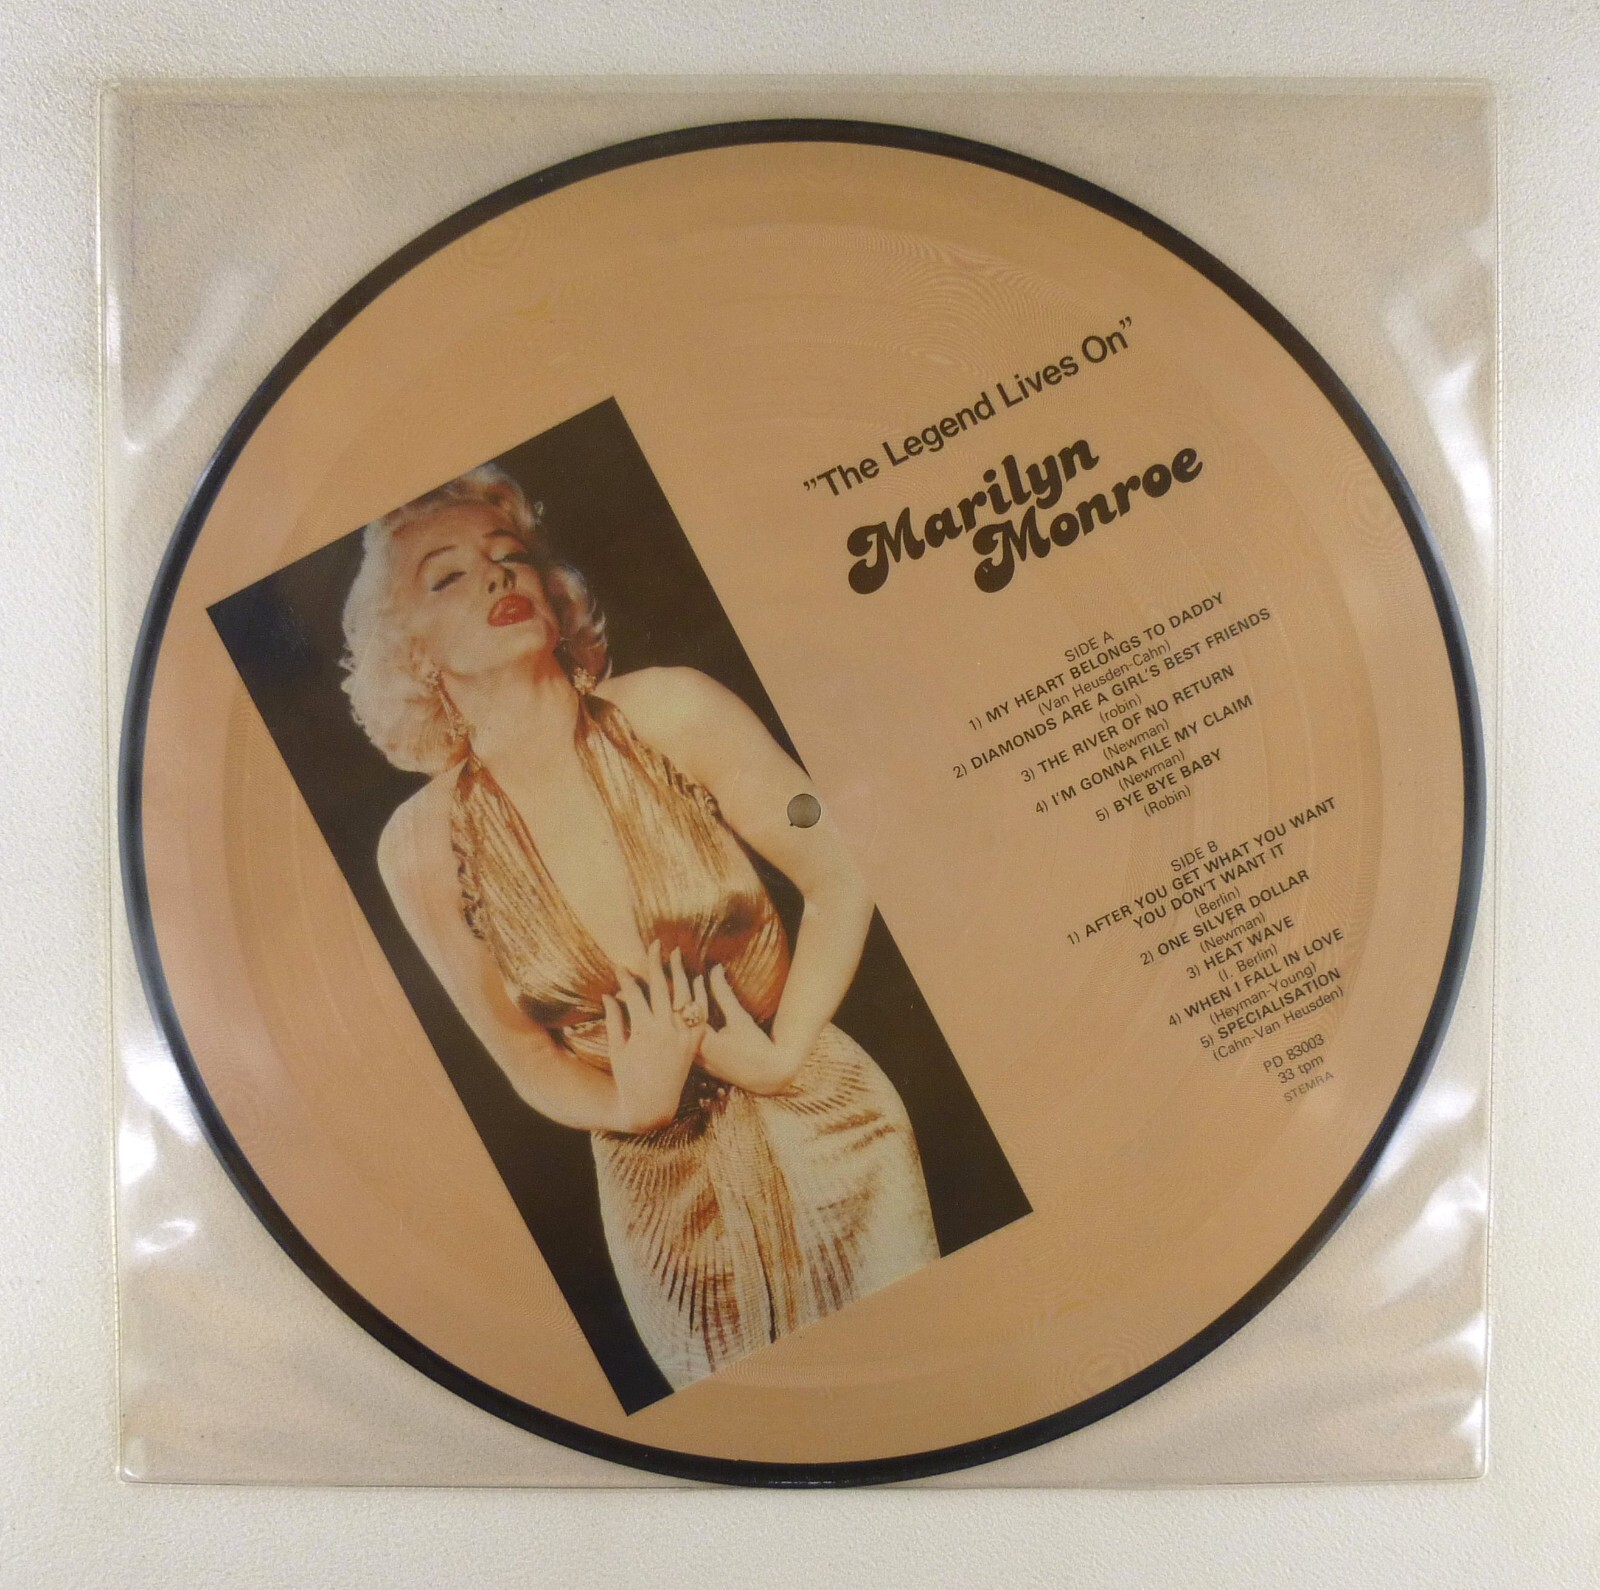 ”The Legend Lives On”
Marilyn
Monroe
SIDE A
1) MY HEART BELONGS TO DADDY
(Van Heusden-Cahn)
2) DIAMONDS ARE A GIRL'S BEST FRIENDS
(robin)
3) THE RIVER OF NO RETURN
(Newman)
4) I'M GONNA FILE MY CLAIM
(Newman)
5) BYE BYE BABY
(Robin)
SIDE B
1) AFTER YOU GET WHAT YOU WANT
YOU DON'T WANT IT
(Berlin)
2) ONE SILVER DOLLAR
(Newman)
3) HEAT WAVE
(I. Berlin)
4) WHEN I FALL IN LOVE
(Heyman-Young)
5) SPECIALISATION
(Cahn-Van Heusden)
PD 83003
33 tpm
STEMRA